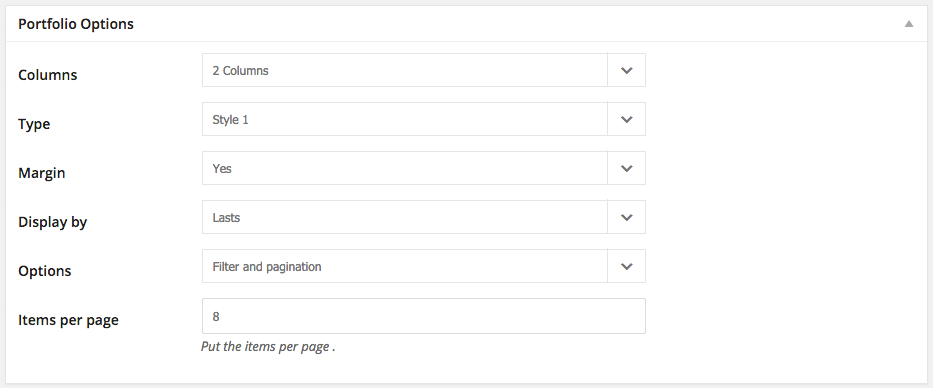 Portfolio Options
Columns 2 Columns
Type Style 1
Margin Yes
Display by Lasts
Options Filter and pagination
Items per page 8
Put the items per page .